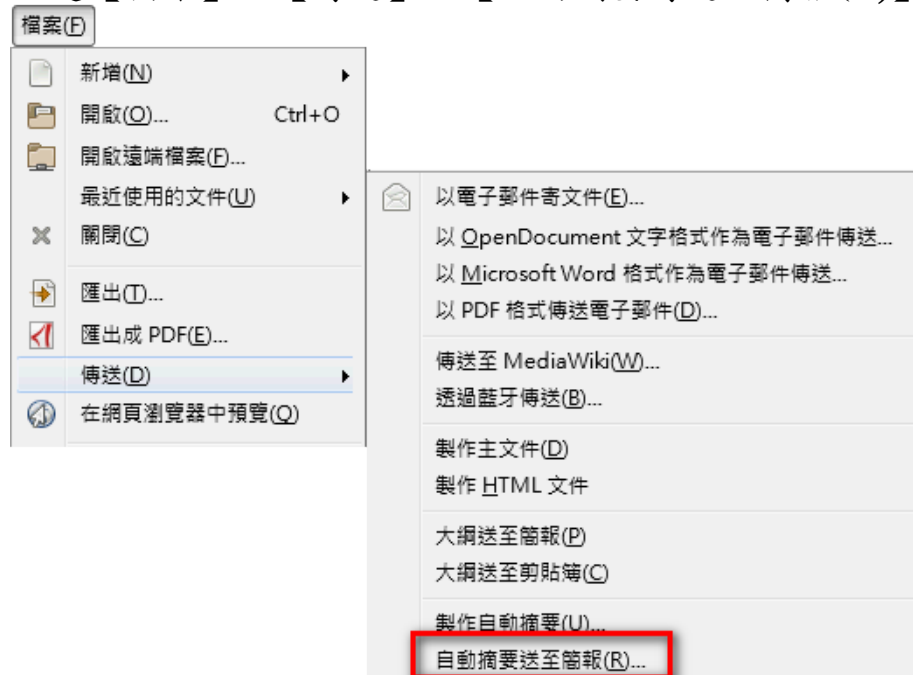 檔案(F)
新增(N)
開啟(O)... Ctrl+O
開啟遠端檔案(F)...
最近使用的文件(U)
關閉(C)
匯出(T)...
匯出成 PDF(E)...
傳送(D)
在網頁瀏覽器中預覽(Q)
以電子郵件寄文件(E)...
以 OpenDocument 文字格式作為電子郵件傳送...
以 Microsoft Word 格式作為電子郵件傳送...
以 PDF 格式傳送電子郵件(D)...
傳送至 MediaWiki(W)...
透過藍牙傳送(B)...
製作主文件(D)
製作 HTML 文件
大綱送至簡報(P)
大綱送至剪貼簿(C)
製作自動摘要(U)...
自動摘要送至簡報(R)...